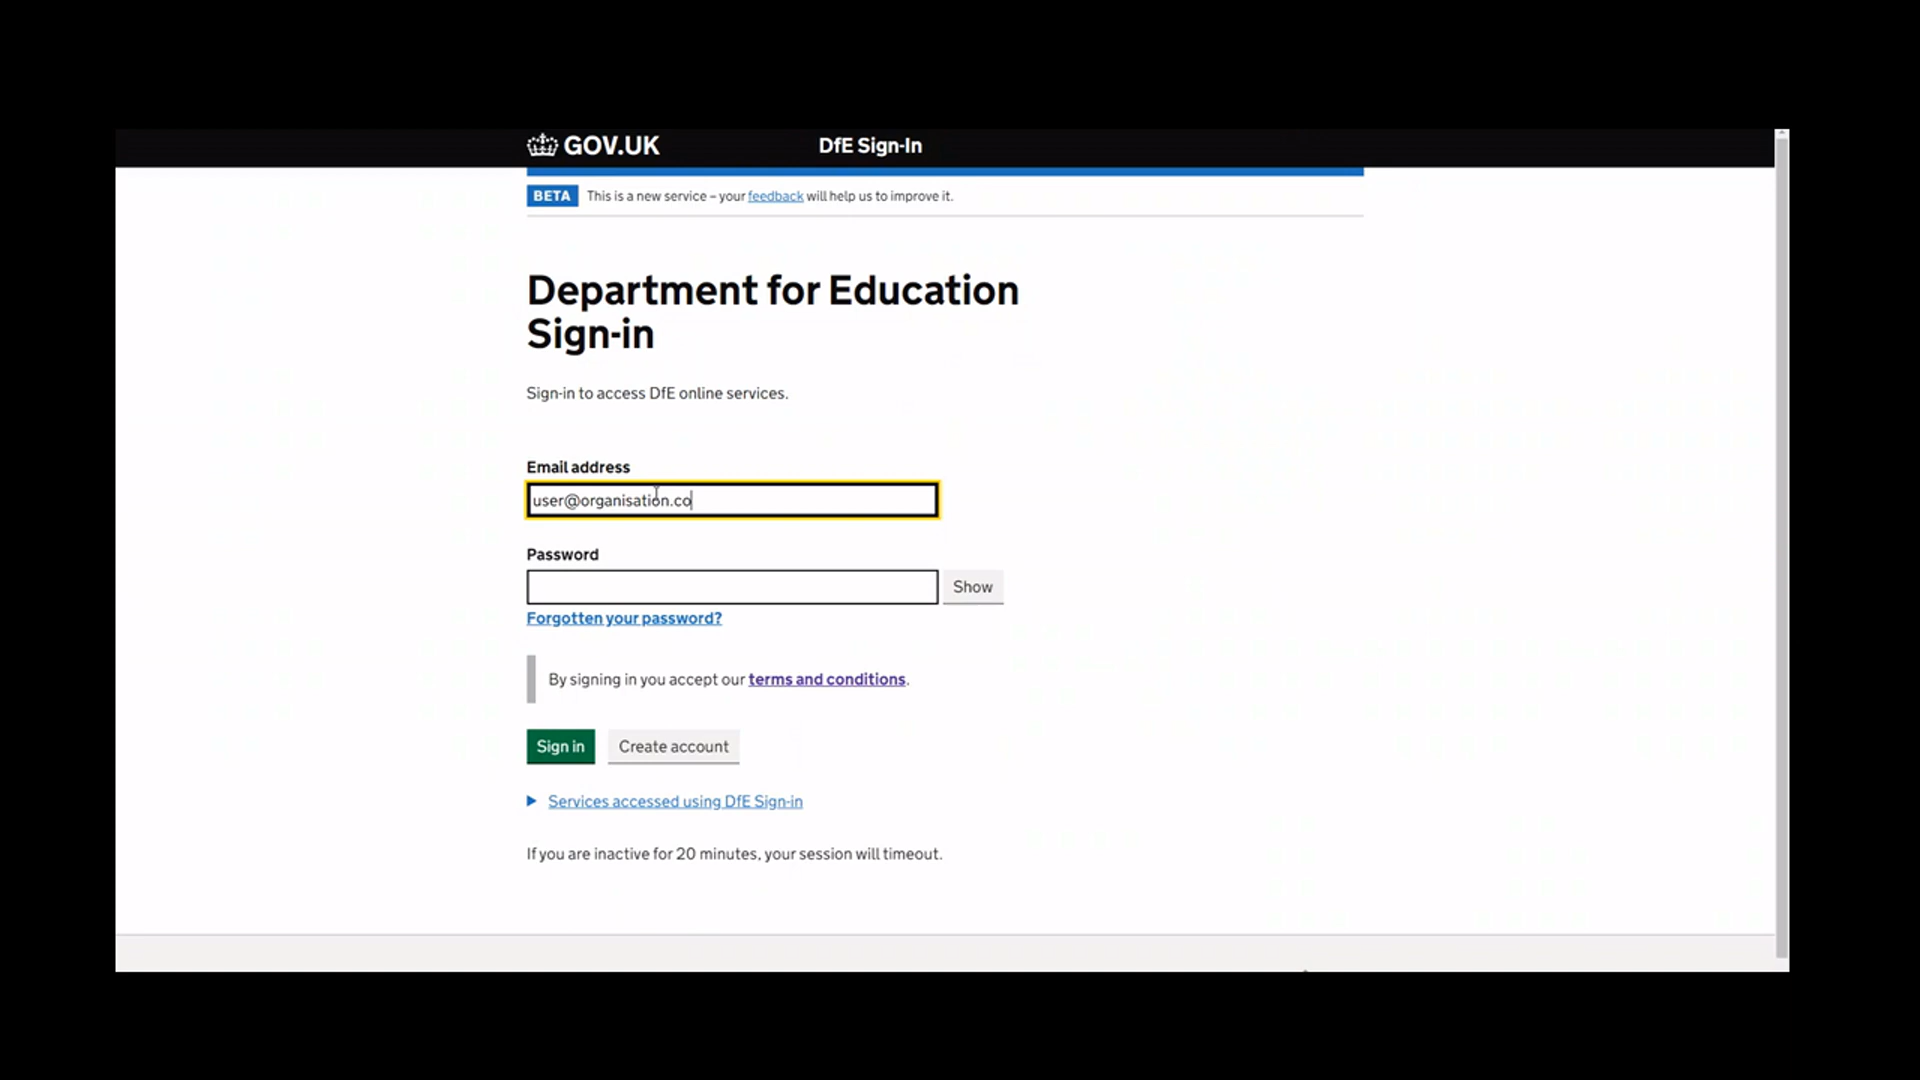 GOV.UK DfE Sign-In
BETA This is a new service – your feedback will help us to improve it.
Department for Education
Sign-in
Sign-in to access DfE online services.
Email address
user@organisation.co
Password
Show
Forgotten your password?
By signing in you accept our terms and conditions.
Sign in Create account
Services accessed using DfE Sign-in
If you are inactive for 20 minutes, your session will timeout.